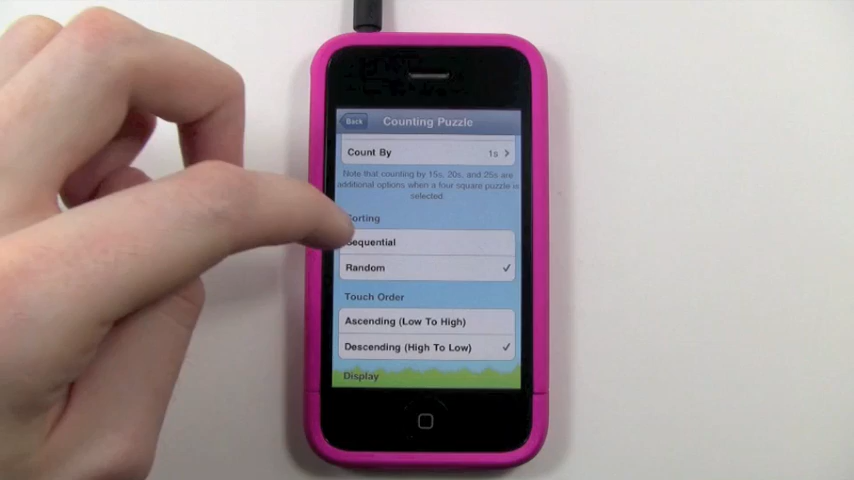 Back
Counting Puzzle
Count By
1s
Note that counting by 15s, 20s, and 25s are
additional options when a four square puzzle is
selected.
orting
Sequential
Random
Touch Order
Ascending (Low To High)
Descending (High To Low)
Display